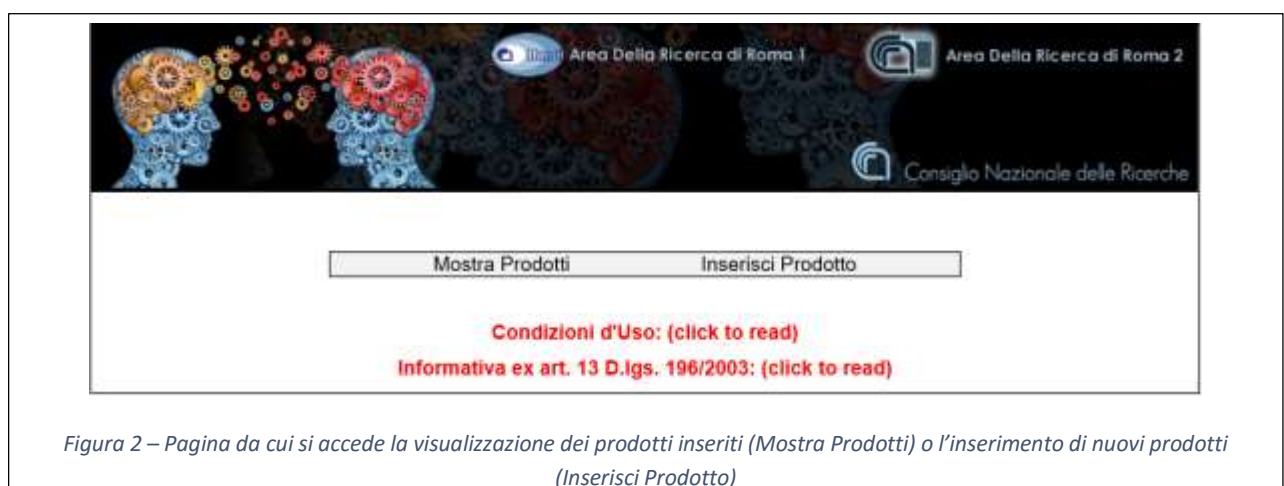 Area Della Ricerca di Roma 1
Area Della Ricerca di Roma 2
Consiglio Nazionale delle Ricerche
Mostra Prodotti Inserisci Prodotto
Condizioni d'Uso: (click to read)
Informativa ex art. 13 D.lgs. 196/2003: (click to read)
Figura 2 – Pagina da cui si accede la visualizzazione dei prodotti inseriti (Mostra Prodotti) o l’inserimento di nuovi prodotti
(Inserisci Prodotto)